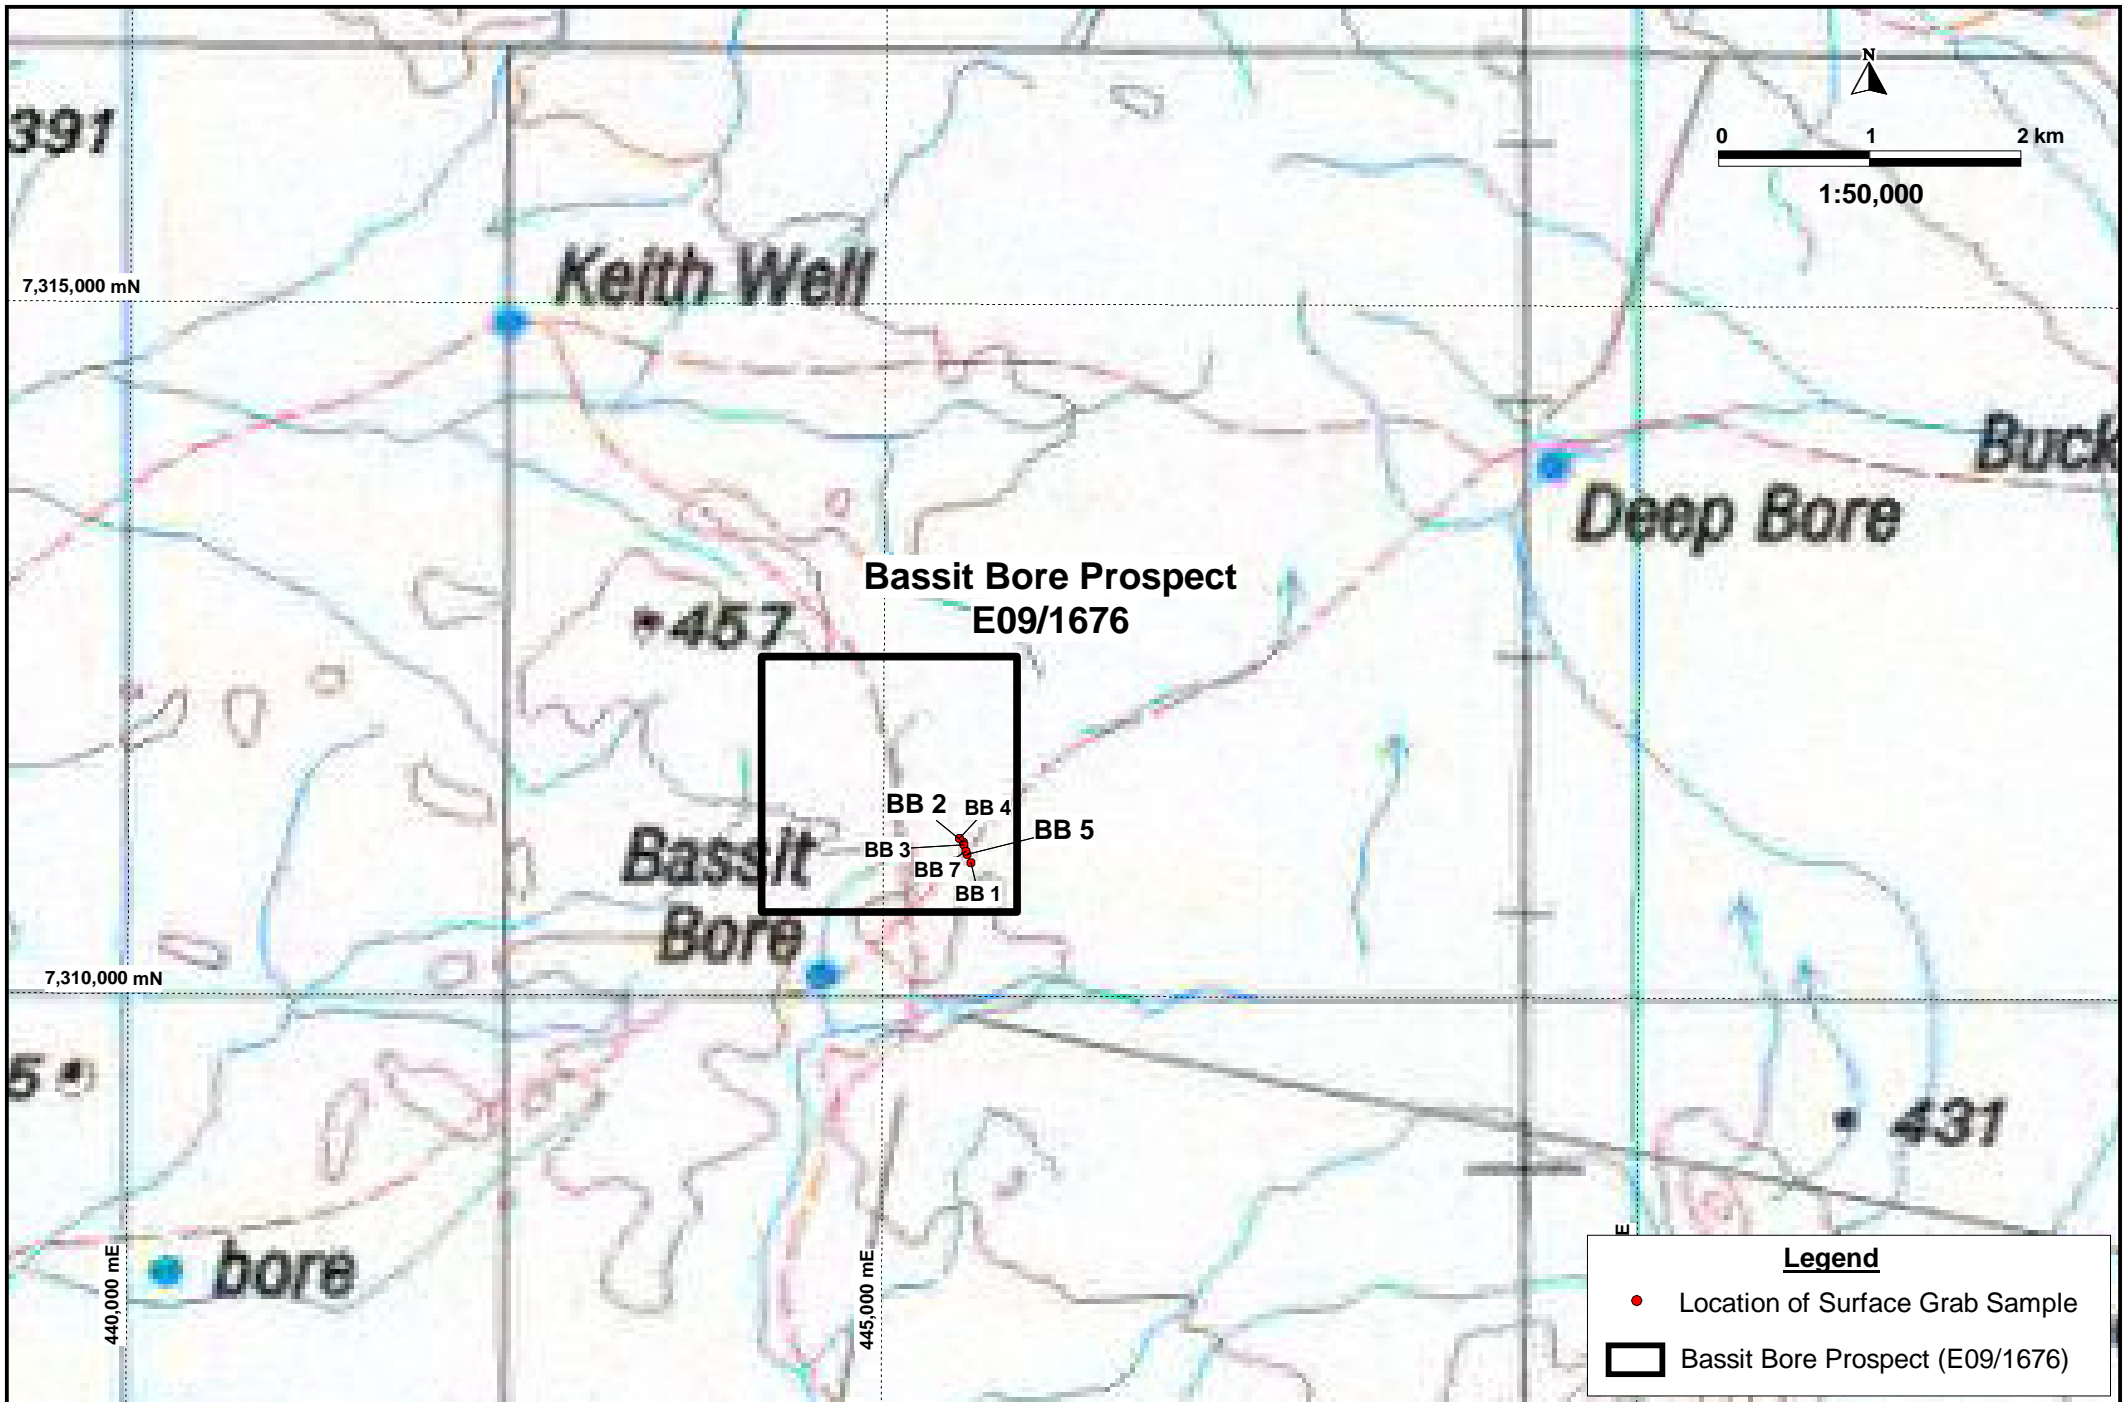 N
0 1 2 km
1:50,000
391
Keith Well
7,315,000 mN
Buck
Deep Bore
Bassit Bore Prospect
E09/1676
457
BB 2
BB 4
BB 5
BB 3
BB 7
BB 1
Bassit
Bore
7,310,000 mN
5
431
bore
440,000 mE
445,000 mE
E
Legend
Location of Surface Grab Sample
Bassit Bore Prospect (E09/1676)